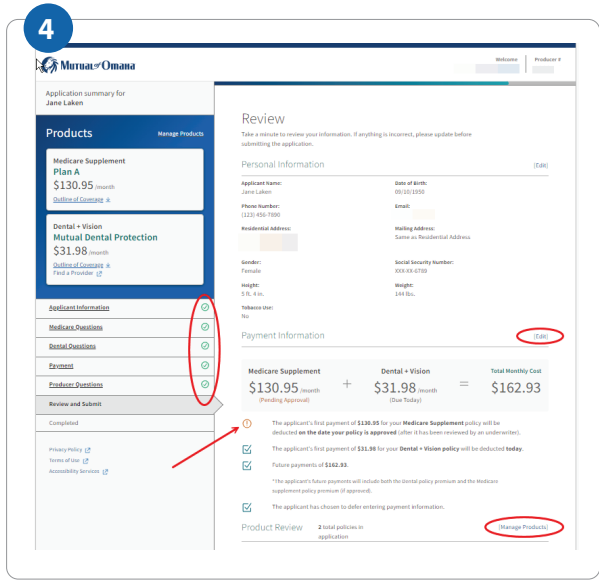 4
Mutual of Omaha
Welcome
Producer #
Application summary for
Jane Laken
Products
Manage Products
Medicare Supplement
Plan A
$130.95 /month
Outline of Coverage
Dental + Vision
Mutual Dental Protection
$31.98 /month
Outline of Coverage
Find a Provider
Applicant Information
Medicare Questions
Dental Questions
Payment
Producer Questions
Review and Submit
Completed
Privacy Policy
Terms of Use
Accessibility Services
Review
Take a minute to review your information. If anything is incorrect, please update before
submitting the application.
Personal Information
(Edit)
Applicant Name:
Jane Laken
Date of Birth:
09/10/1950
Phone Number:
(123) 456-7890
Email:
Residential Address:
Mailing Address:
Same as Residential Address
Gender:
Female
Social Security Number:
XXX-XX-6789
Height:
5 ft. 4 in.
Weight:
144 lbs.
Tobacco Use:
No
Payment Information
(Edit)
Medicare Supplement
$130.95 /month
(Pending Approval)
+
Dental + Vision
$31.98 /month
(Due Today)
=
Total Monthly Cost
$162.93
The applicant's first payment of $130.95 for your Medicare Supplement policy will be
deducted on the date your policy is approved (after it has been reviewed by an underwriter).
The applicant's first payment of $31.98 for your Dental + Vision policy will be deducted today.
Future payments of $162.93.
*The applicant's future payments will include both the Dental policy premium and the Medicare
supplement policy premium (if approved).
The applicant has chosen to defer entering payment information.
Product Review
2 total policies in
application
(Manage Products)